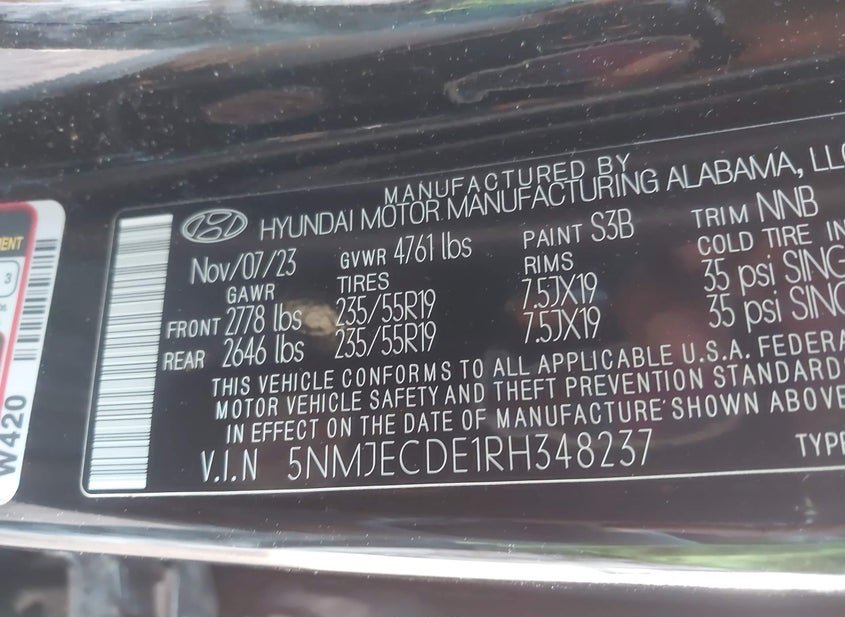 MANUFACTURED BY
HYUNDAI MOTOR MANUFACTURING ALABAMA, LLC
Nov/07/23 GVWR 4761 lbs PAINT S3B TRIM NNB
GAWR TIRES RIMS COLD TIRE IN
FRONT 2778 lbs 235/55R19 7.5JX19 35 psi SING
REAR 2646 lbs 235/55R19 7.5JX19 35 psi SING
THIS VEHICLE CONFORMS TO ALL APPLICABLE U.S.A. FEDERA
MOTOR VEHICLE SAFETY AND THEFT PREVENTION STANDARDS
IN EFFECT ON THE DATE OF MANUFACTURE SHOWN ABOVE
V.I.N 5NMJECDE1RH348237 TYPE
MENT
3
W420